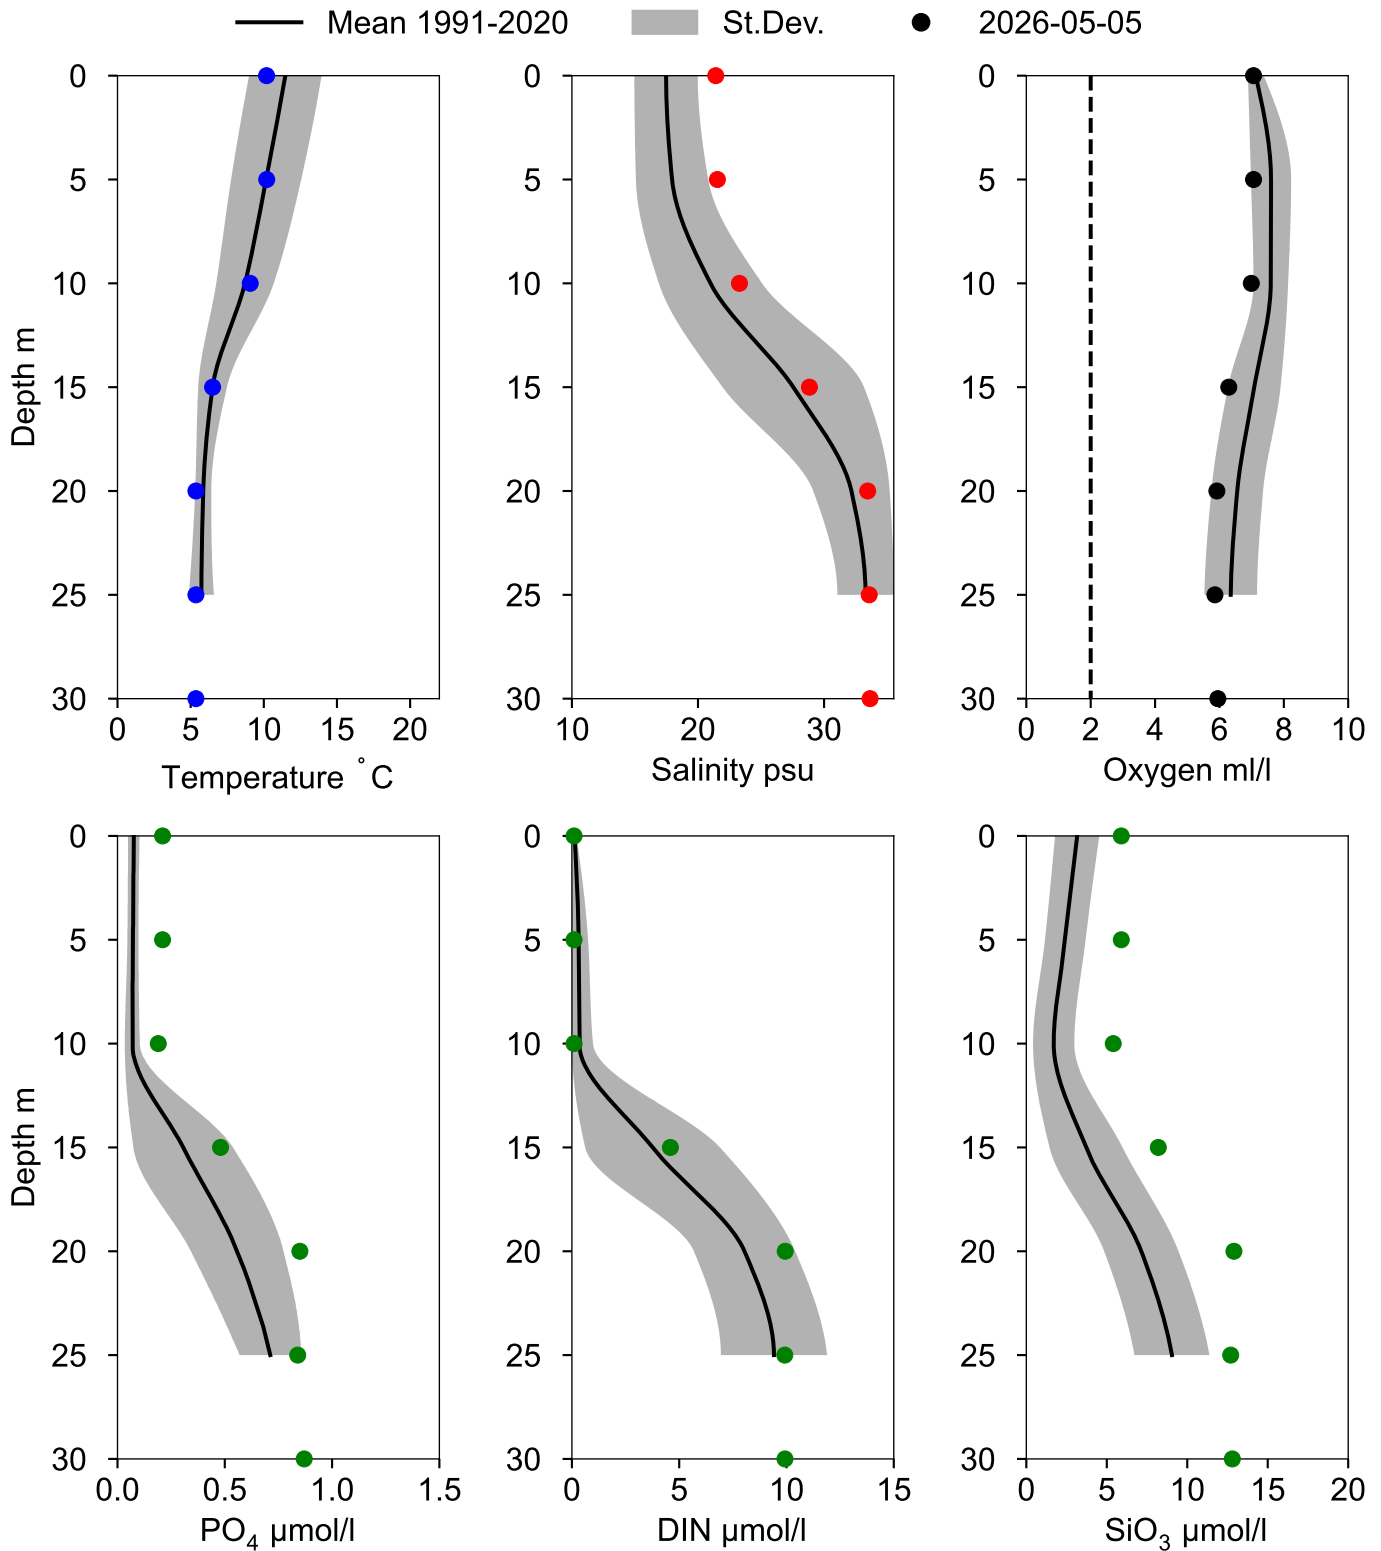 Mean 1991-2020 St.Dev. 2026-05-05
0 0 0
5 5 5
10 10 10
15 15 15
20 20 20
25 25 25
30 30 30
Depth m
0 5 10 15 20 10 20 30 0 2 4 6 8 10
Temperature °C Salinity psu Oxygen ml/l
0 0 0
5 5 5
10 10 10
15 15 15
20 20 20
25 25 25
30 30 30
Depth m
0.0 0.5 1.0 1.5 0 5 10 15 0 5 10 15 20
PO₄ µmol/l DIN µmol/l SiO₃ µmol/l